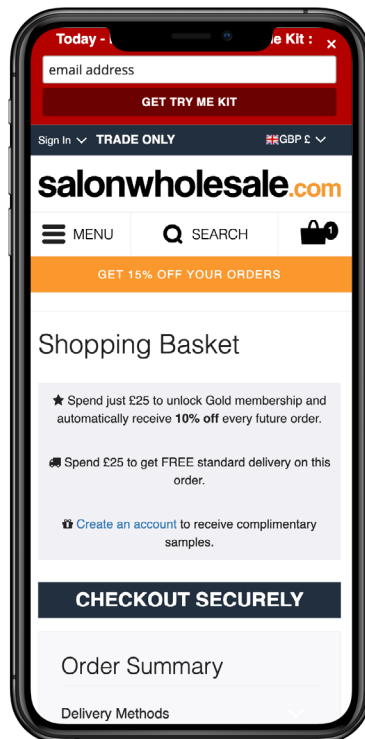 Today - e Kit :
email address
GET TRY ME KIT
Sign In TRADE ONLY GBP £
salonwholesale.com
MENU SEARCH 1
GET 15% OFF YOUR ORDERS
Shopping Basket
Spend just £25 to unlock Gold membership and
automatically receive 10% off every future order.
Spend £25 to get FREE standard delivery on this
order.
Create an account to receive complimentary
samples.
CHECKOUT SECURELY
Order Summary
Delivery Methods